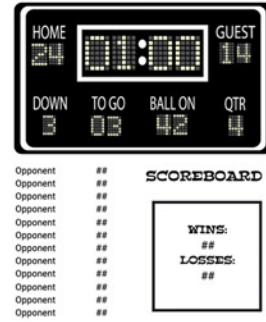 HOME GUEST
24 01:00 14
DOWN TO GO BALL ON QTR
3 03 42 4
Opponent ##
Opponent ##
Opponent ##
Opponent ##
Opponent ##
Opponent ##
Opponent ##
Opponent ##
Opponent ##
Opponent ##
Opponent ##
Opponent ##
SCOREBOARD
WINS:
##
LOSSES:
##